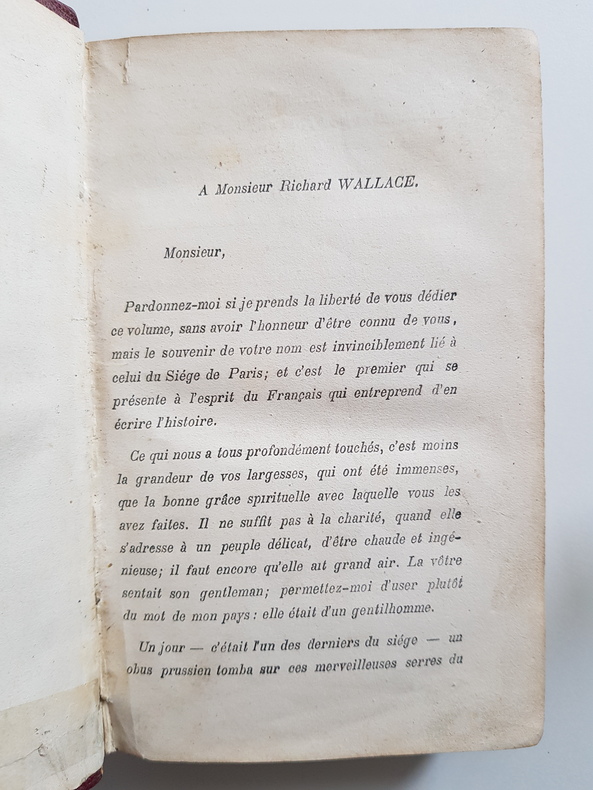 A Monsieur Richard WALLACE.
Monsieur,
Pardonnez-moi si je prends la liberté de vous dédier
ce volume, sans avoir l'honneur d'être connu de vous,
mais le souvenir de votre nom est invinciblement lié à
celui du Siége de Paris; et c'est le premier qui se
présente à l'esprit du Français qui entreprend d'en
écrire l'histoire.
Ce qui nous a tous profondément touchés, c'est moins
la grandeur de vos largesses, qui ont été immenses,
que la bonne grâce spirituelle avec laquelle vous les
avez faites. Il ne suffit pas à la charité, quand elle
s'adresse à un peuple délicat, d'être chaude et ingé-
nieuse; il faut encore qu'elle ait grand air. La vôtre
sentait son gentleman; permettez-moi d'user plutôt
du mot de mon pays : elle était d'un gentilhomme.
Un jour — c'était l'un des derniers du siége — un
obus prussien tomba sur ces merveilleuses serres du